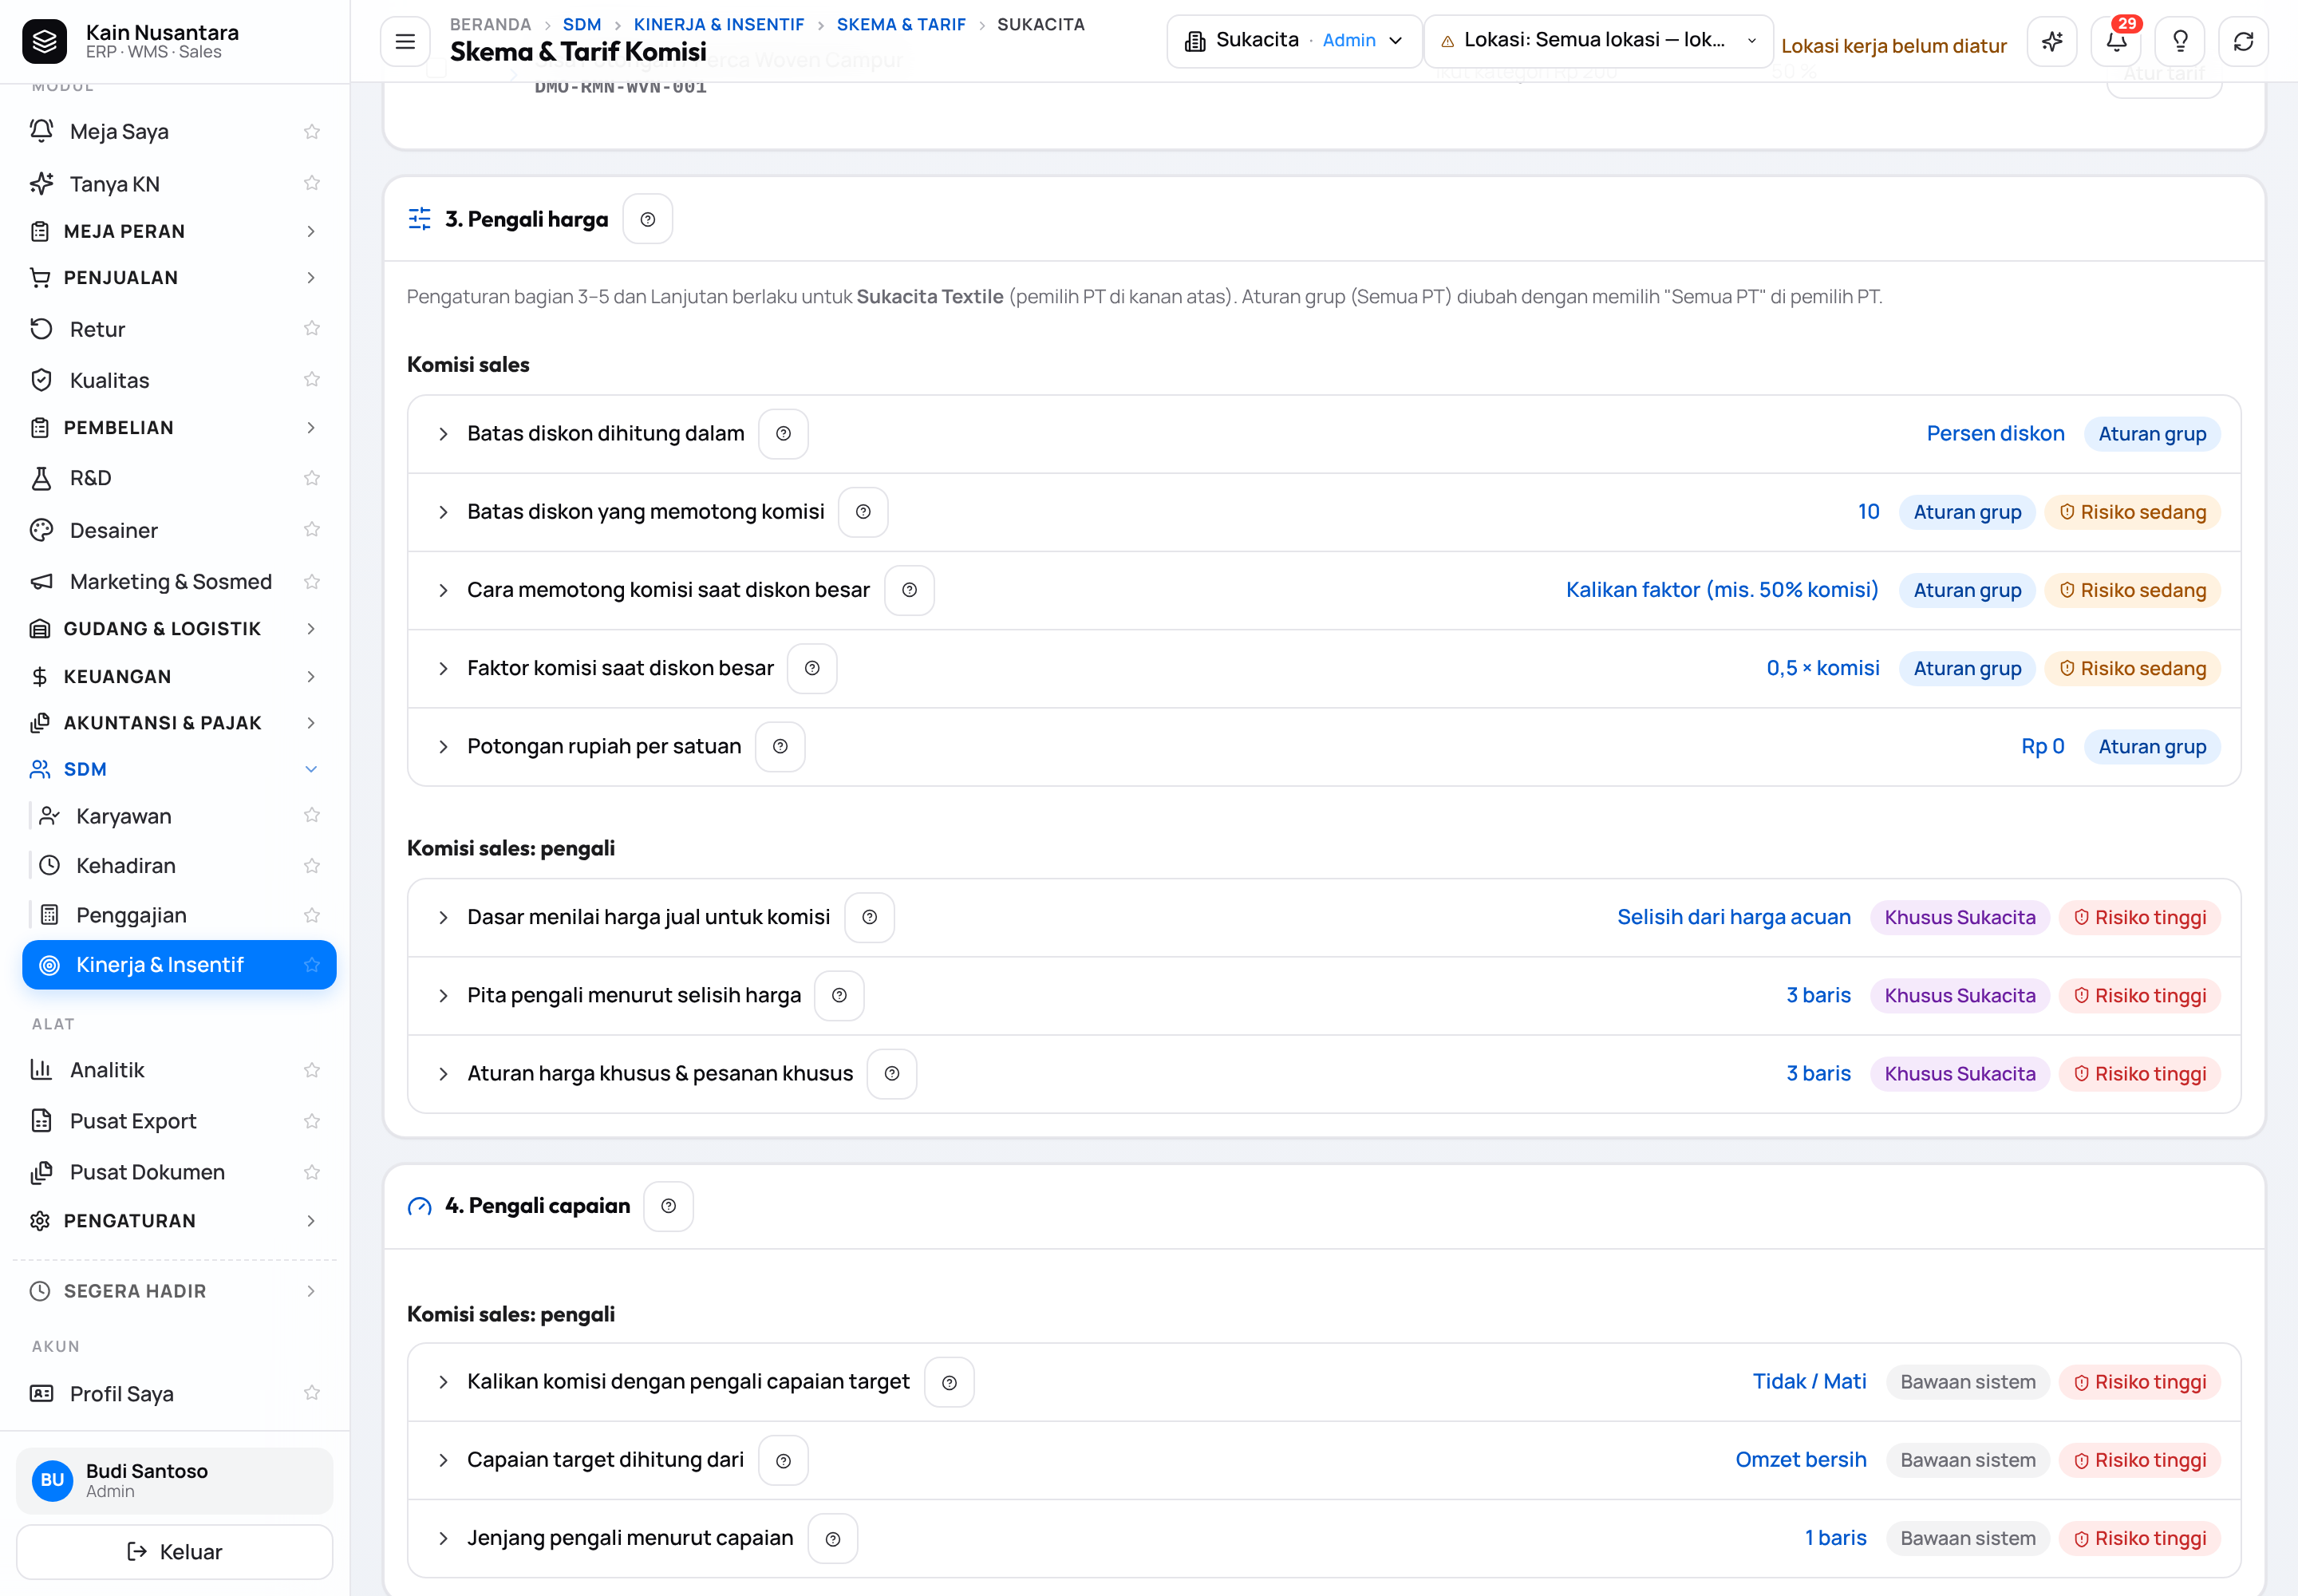 Kain Nusantara
ERP · WMS · Sales
MODUL
Meja Saya
Tanya KN
MEJA PERAN
PENJUALAN
Retur
Kualitas
PEMBELIAN
R&D
Desainer
Marketing & Sosmed
GUDANG & LOGISTIK
KEUANGAN
AKUNTANSI & PAJAK
SDM
Karyawan
Kehadiran
Penggajian
Kinerja & Insentif
ALAT
Analitik
Pusat Export
Pusat Dokumen
PENGATURAN
SEGERA HADIR
AKUN
Profil Saya
BU
Budi Santoso
Admin
Keluar
BERANDA > SDM > KINERJA & INSENTIF > SKEMA & TARIF > SUKACITA
Skema & Tarif Komisi
Sukacita · Admin
Lokasi: Semua lokasi — lok...
Lokasi kerja belum diatur
29
Perca Woven Campur
DMO-RMN-WVN-001
Ikut kategori Rp 200
50 %
Atur tarif
3. Pengali harga
Pengaturan bagian 3–5 dan Lanjutan berlaku untuk Sukacita Textile (pemilih PT di kanan atas). Aturan grup (Semua PT) diubah dengan memilih "Semua PT" di pemilih PT.
Komisi sales
Batas diskon dihitung dalam Persen diskon Aturan grup
Batas diskon yang memotong komisi 10 Aturan grup Risiko sedang
Cara memotong komisi saat diskon besar Kalikan faktor (mis. 50% komisi) Aturan grup Risiko sedang
Faktor komisi saat diskon besar 0,5 × komisi Aturan grup Risiko sedang
Potongan rupiah per satuan Rp 0 Aturan grup
Komisi sales: pengali
Dasar menilai harga jual untuk komisi Selisih dari harga acuan Khusus Sukacita Risiko tinggi
Pita pengali menurut selisih harga 3 baris Khusus Sukacita Risiko tinggi
Aturan harga khusus & pesanan khusus 3 baris Khusus Sukacita Risiko tinggi
4. Pengali capaian
Komisi sales: pengali
Kalikan komisi dengan pengali capaian target Tidak / Mati Bawaan sistem Risiko tinggi
Capaian target dihitung dari Omzet bersih Bawaan sistem Risiko tinggi
Jenjang pengali menurut capaian 1 baris Bawaan sistem Risiko tinggi